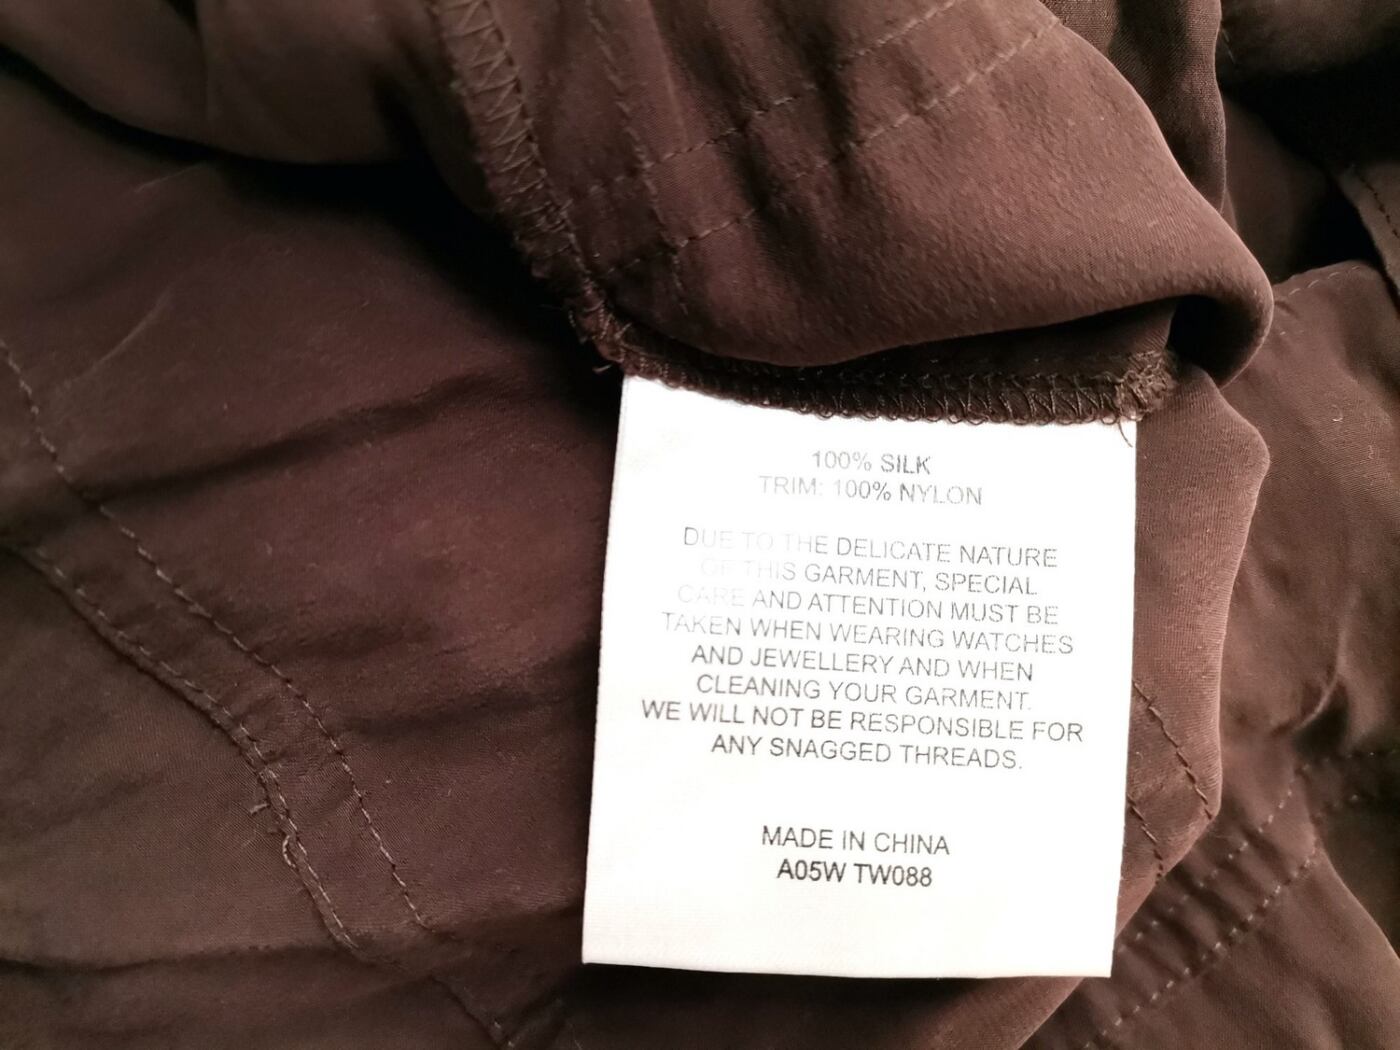 100% SILK
TRIM: 100% NYLON
DUE TO THE DELICATE NATURE
OF THIS GARMENT, SPECIAL
CARE AND ATTENTION MUST BE
TAKEN WHEN WEARING WATCHES
AND JEWELLERY AND WHEN
CLEANING YOUR GARMENT.
WE WILL NOT BE RESPONSIBLE FOR
ANY SNAGGED THREADS.
MADE IN CHINA
A05W TW088